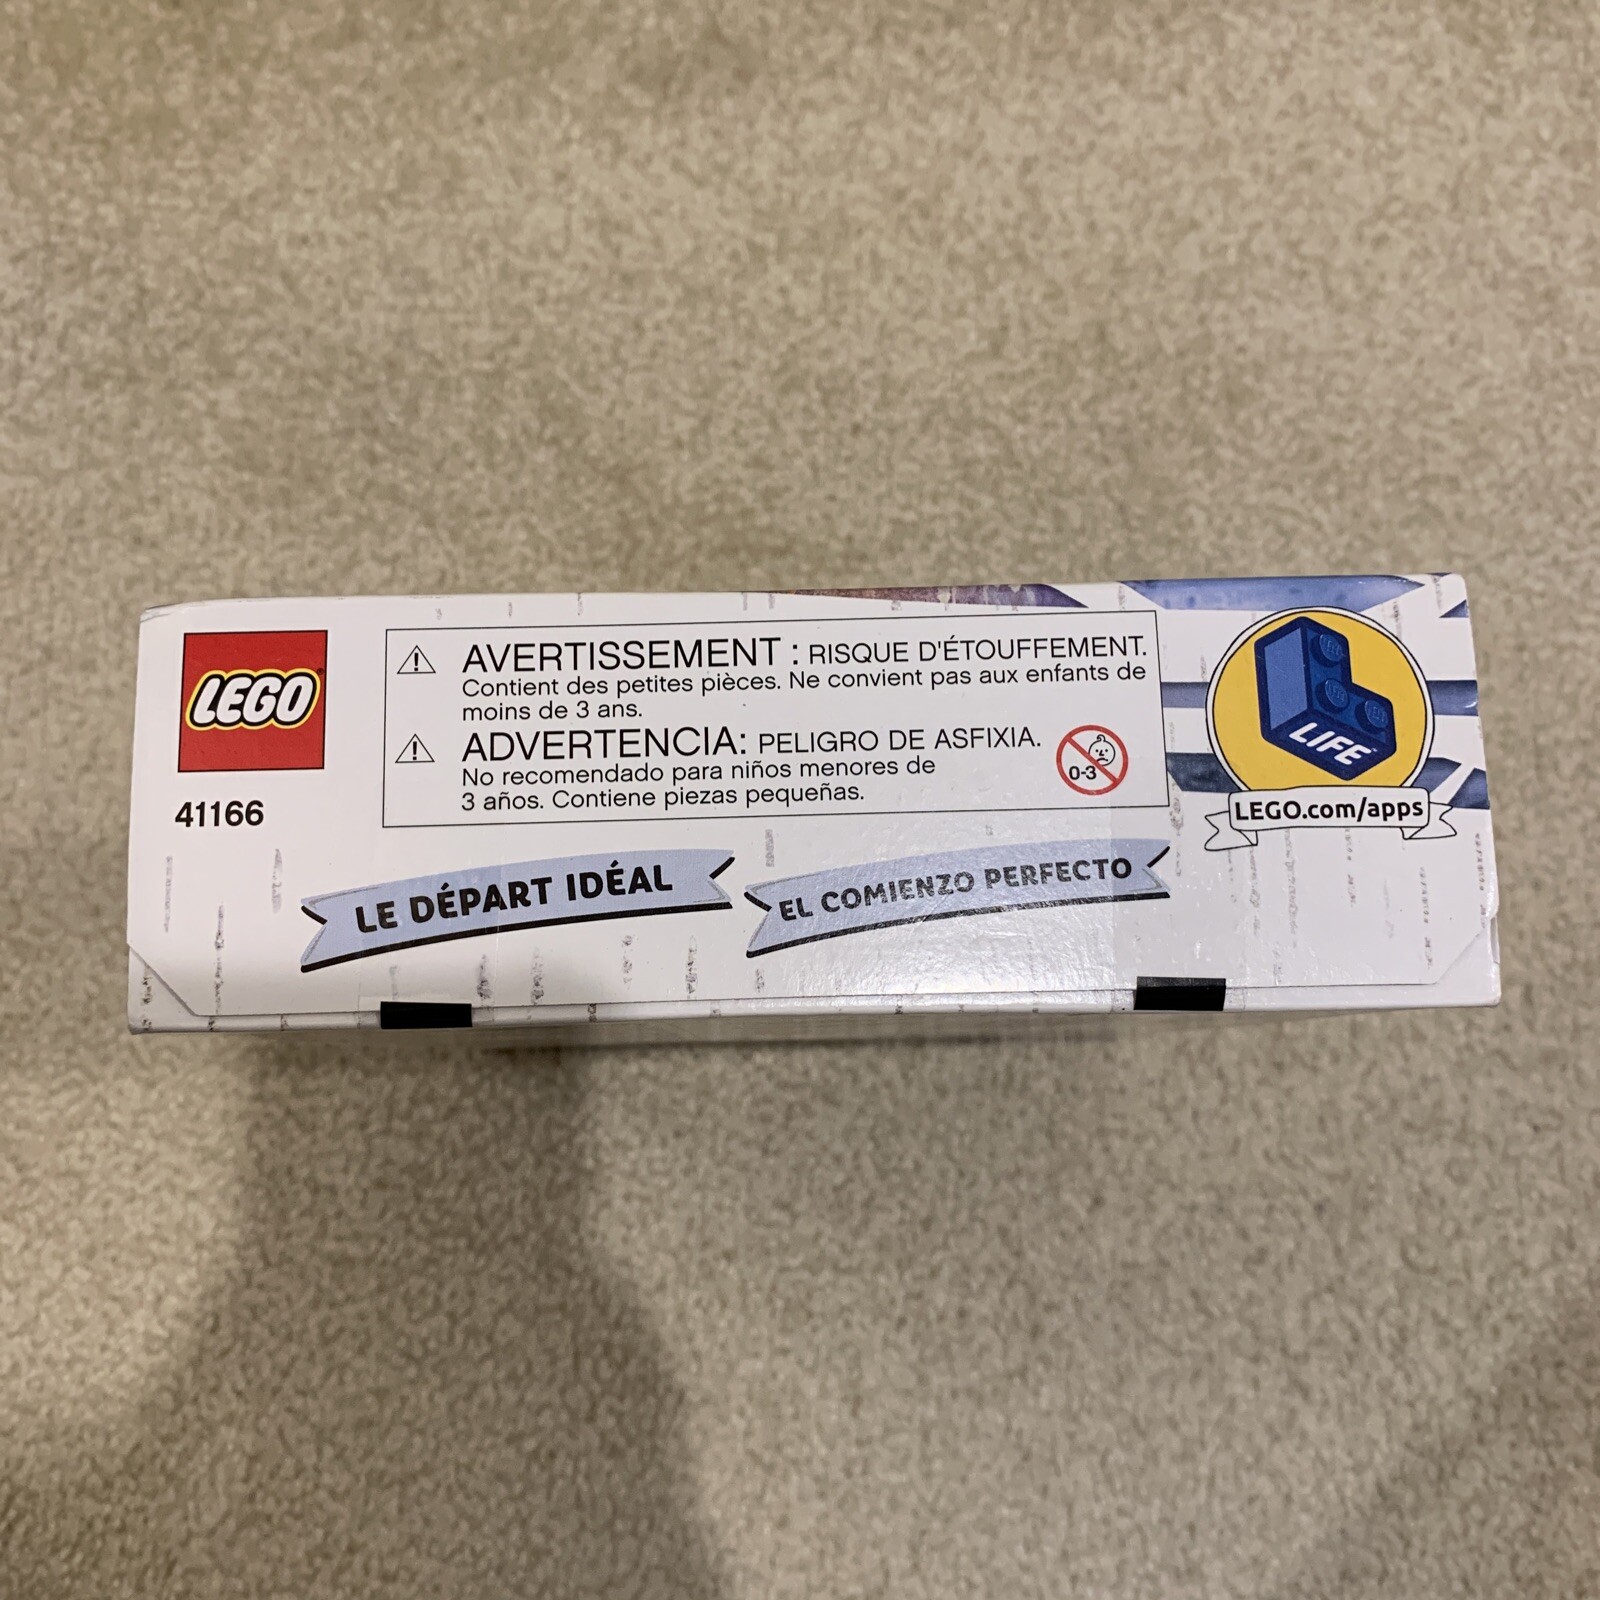 LEGO
41166
AVERTISSEMENT : RISQUE D'ÉTOUFFEMENT.
Contient des petites pièces. Ne convient pas aux enfants de
moins de 3 ans.
ADVERTENCIA: PELIGRO DE ASFIXIA.
No recomendado para niños menores de
3 años. Contiene piezas pequeñas.
0-3
LE DÉPART IDÉAL
EL COMIENZO PERFECTO
LIFE™
LEGO.com/apps